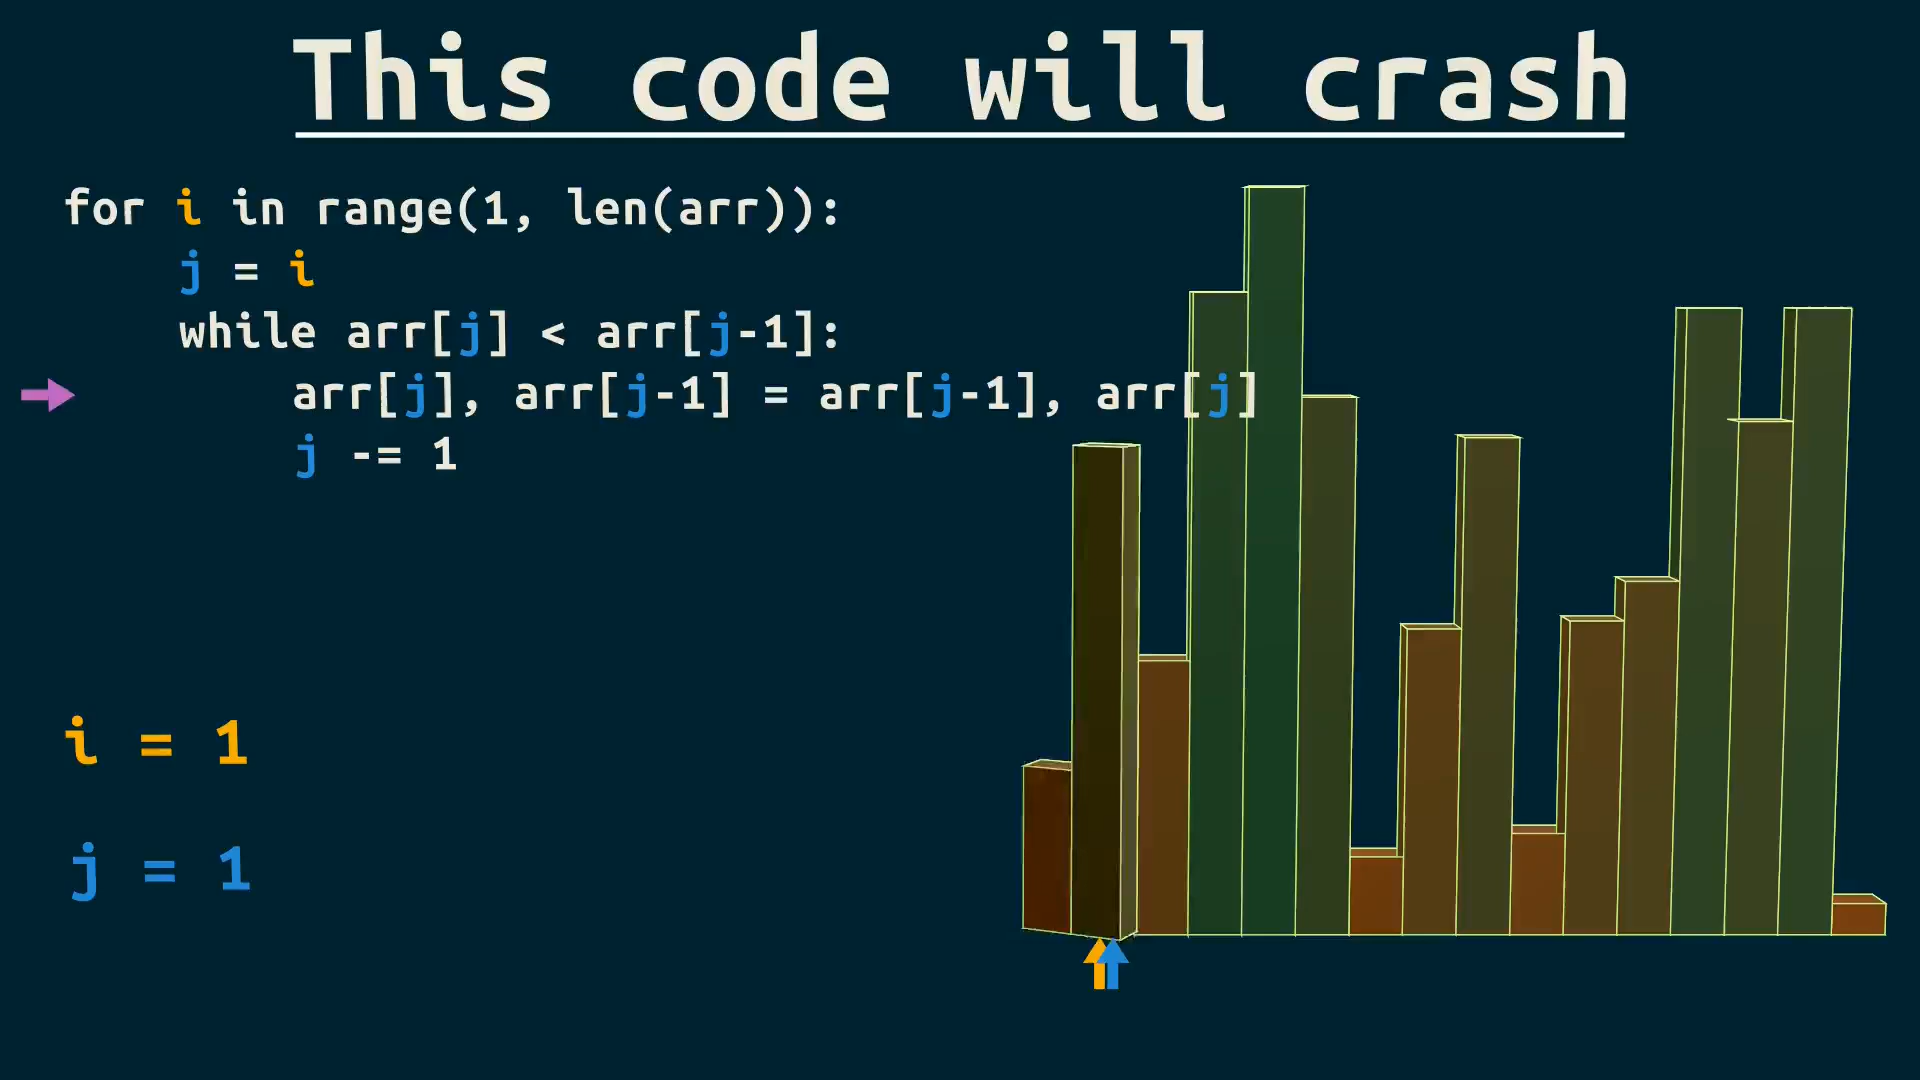 This code will crash
for i in range(1, len(arr)):
    j = i
    while arr[j] < arr[j-1]:
        arr[j], arr[j-1] = arr[j-1], arr[j]
        j -= 1
i = 1
j = 1